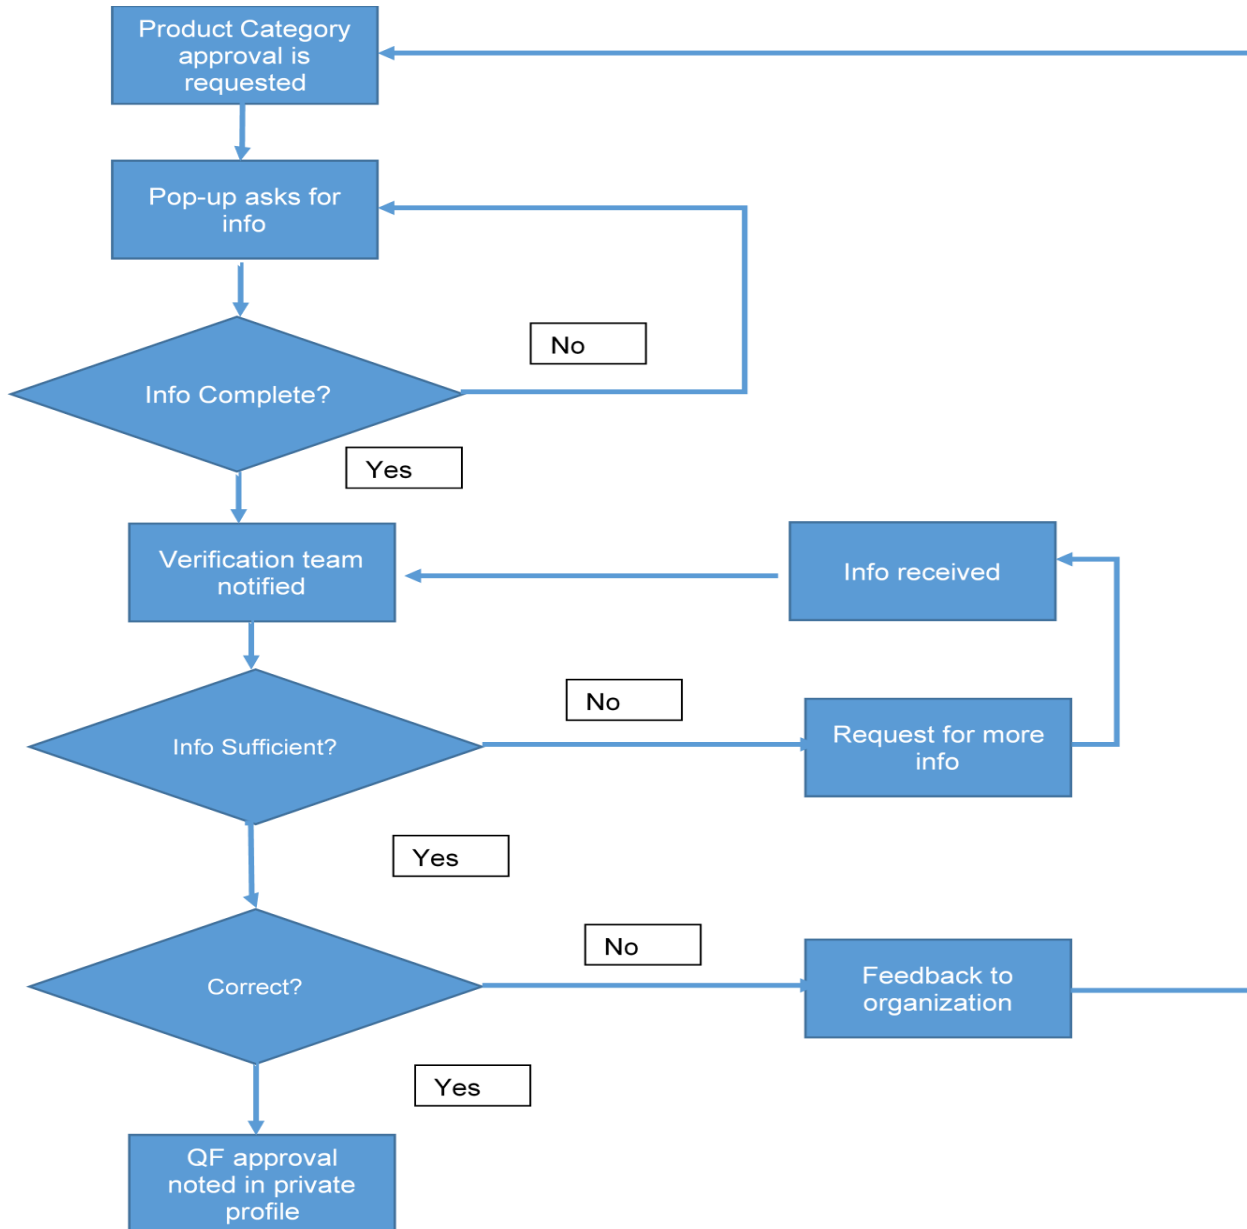 Product Category
approval is
requested
Pop-up asks for
info
No
Info Complete?
Yes
Verification team
notified
Info received
No
Info Sufficient?
Request for more
info
Yes
No
Correct?
Feedback to
organization
Yes
QF approval
noted in private
profile